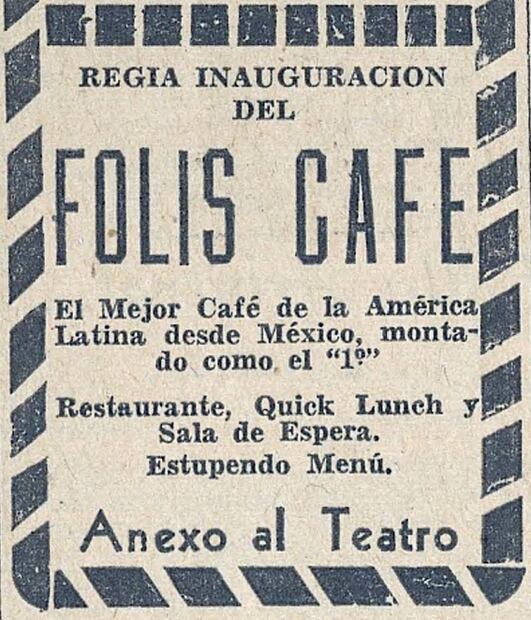 REGIA INAUGURACION
DEL
FOLIS CAFE
El Mejor Café de la América
Latina desde México, monta-
do como el "1º"
Restaurante, Quick Lunch y
Sala de Espera.
Estupendo Menú.
Anexo al Teatro